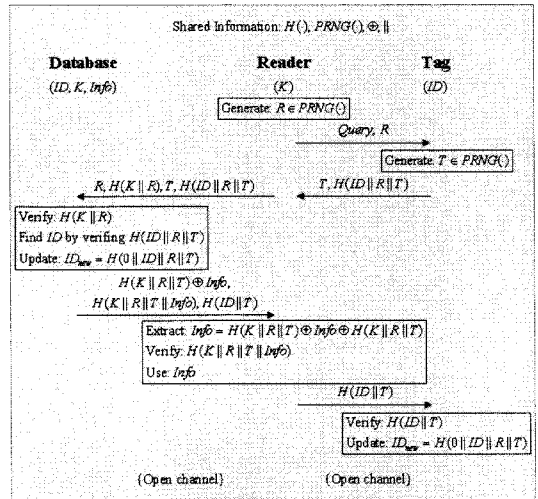 Shared Information: H(·), PRNG(·), ⊕, ||
Database Reader Tag
(ID, K, Info) (K) (ID)
Generate: R ∈ PRNG(·)
Query, R
Generate: T ∈ PRNG(·)
R, H(K || R), T, H(ID || R || T) T, H(ID || R || T)
Verify: H(K || R)
Find ID by verifing H(ID || R || T)
Update: IDnew = H(0 || ID || R || T)
H(K || R || T) ⊕ Info,
H(K || R || T || Info), H(ID || T)
Extract: Info = H(K || R || T) ⊕ Info ⊕ H(K || R || T)
Verify: H(K || R || T || Info)
Use: Info
H(ID || T)
Verify: H(ID || T)
Update: IDnew = H(0 || ID || R || T)
{Open channel} {Open channel}